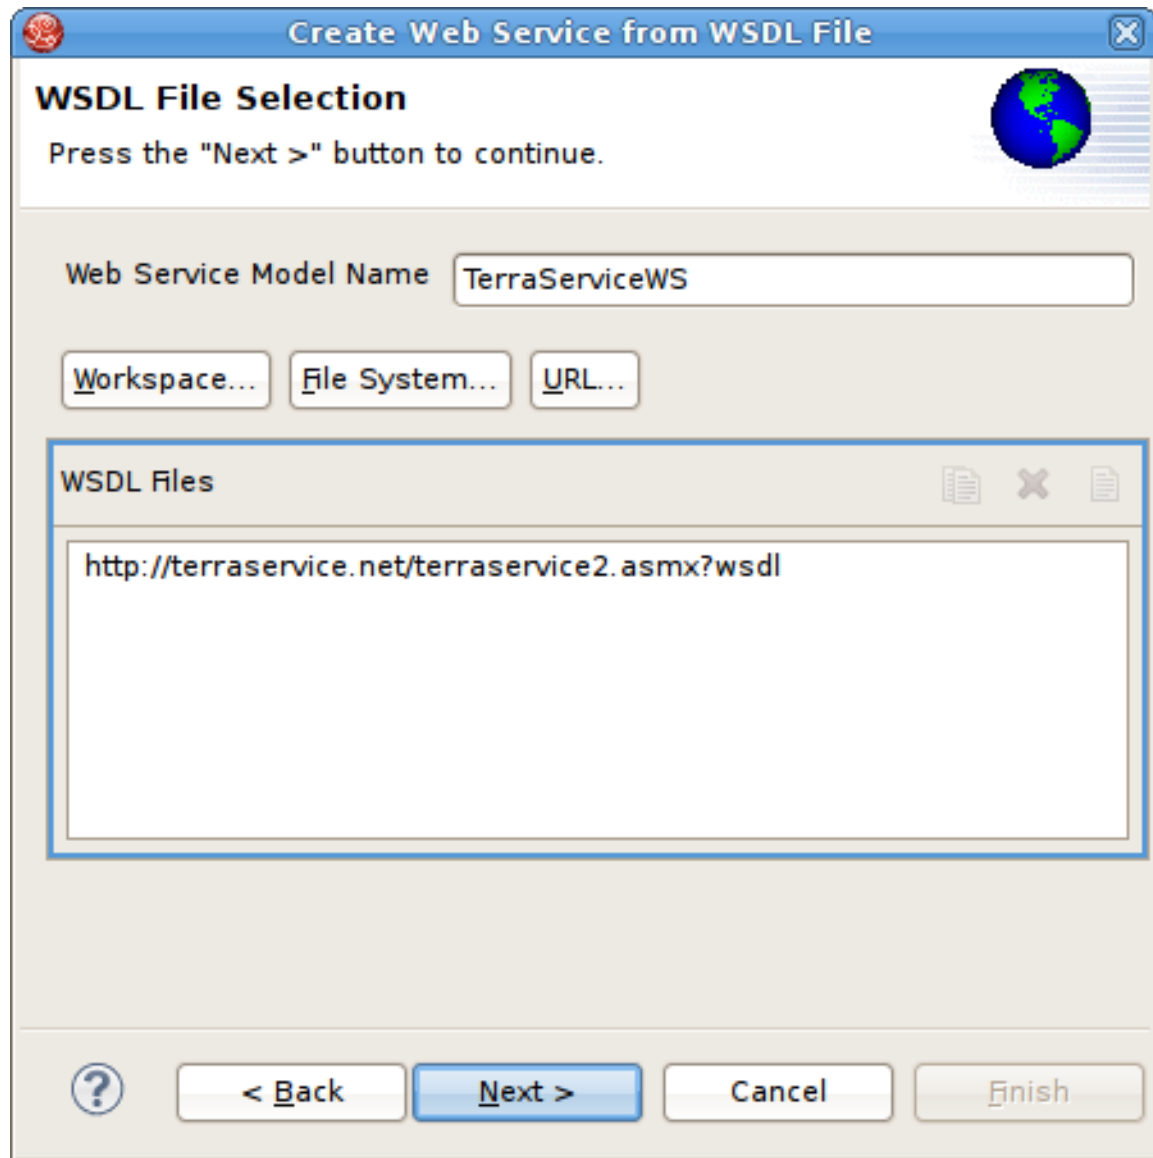 Create Web Service from WSDL File
WSDL File Selection
Press the "Next >" button to continue.
Web Service Model Name TerraServiceWS
Workspace... File System... URL...
WSDL Files
http://terraservice.net/terraservice2.asmx?wsdl
? < Back Next > Cancel Finish